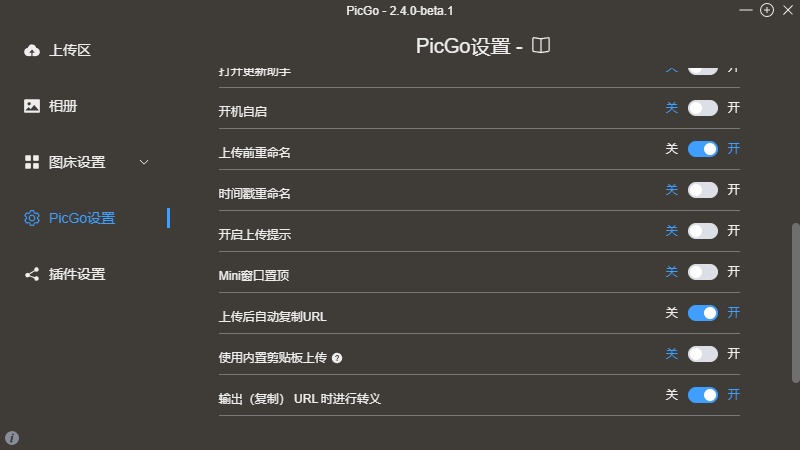 PicGo - 2.4.0-beta.1
上传区
相册
图床设置
PicGo设置
插件设置
PicGo设置 -
打开更新助手 关 开
开机自启 关 开
上传前重命名 关 开
时间戳重命名 关 开
开启上传提示 关 开
Mini窗口置顶 关 开
上传后自动复制URL 关 开
使用内置剪贴板上传 ? 关 开
输出（复制） URL 时进行转义 关 开
i